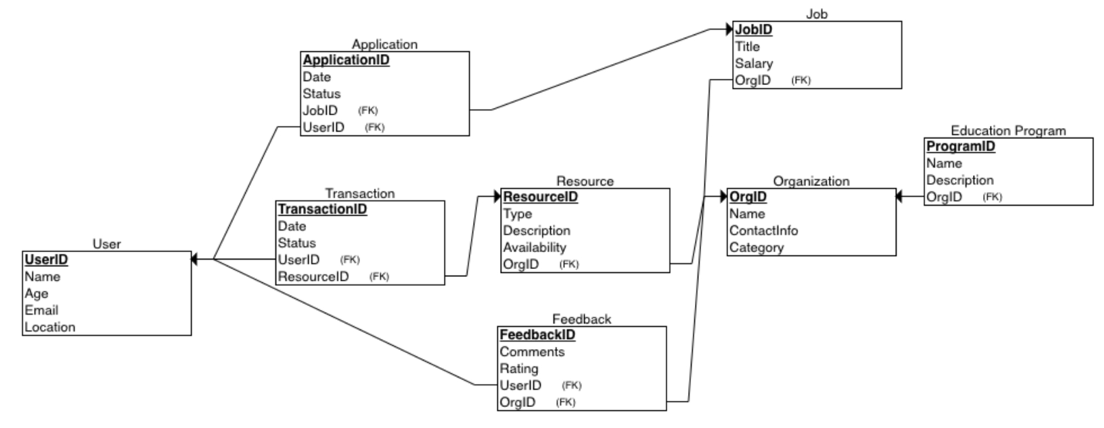 Job
JobID
Title
Salary
OrgID (FK)
Application
ApplicationID
Date
Status
JobID (FK)
UserID (FK)
Education Program
ProgramID
Name
Description
OrgID (FK)
Transaction
TransactionID
Date
Status
UserID (FK)
ResourceID (FK)
Resource
ResourceID
Type
Description
Availability
OrgID (FK)
Organization
OrgID
Name
ContactInfo
Category
User
UserID
Name
Age
Email
Location
Feedback
FeedbackID
Comments
Rating
UserID (FK)
OrgID (FK)